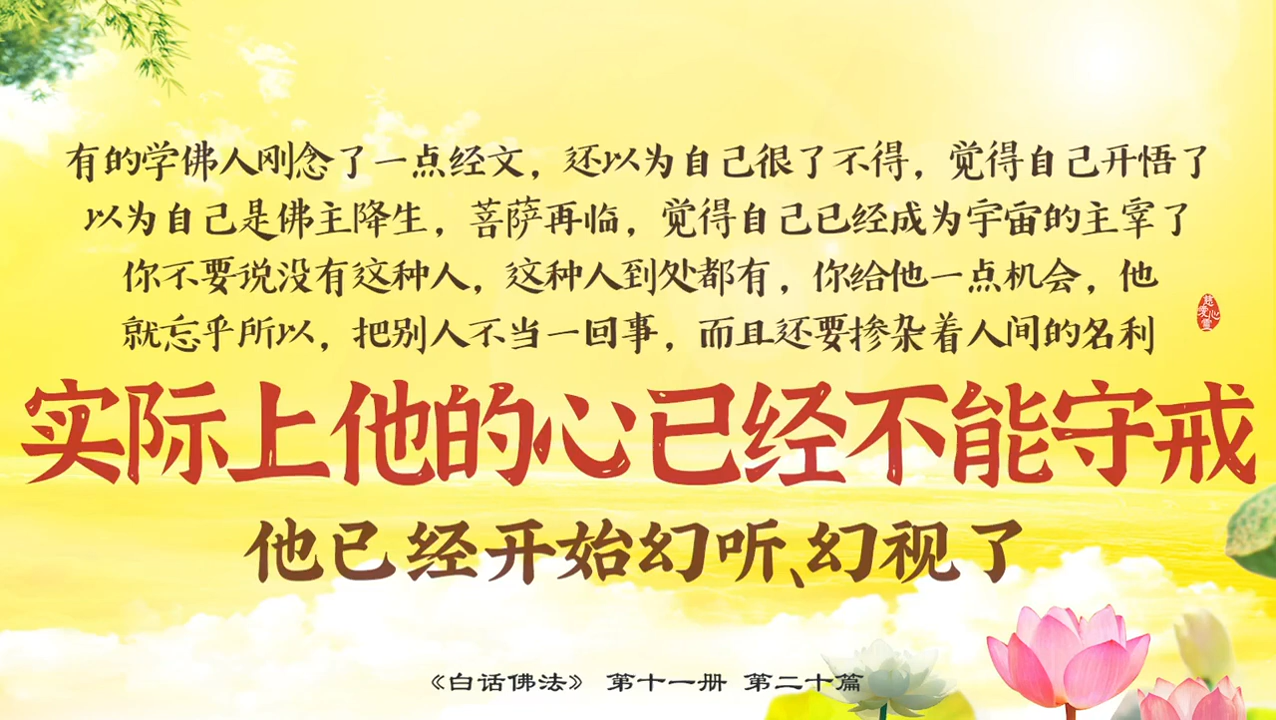 有的学佛人刚念了一点经文，还以为自己很了不得，觉得自己开悟了
以为自己是佛主降生，菩萨再临，觉得自己已经成为宇宙的主宰了
你不要说没有这种人，这种人到处都有，你给他一点机会，他
就忘乎所以，把别人不当一回事，而且还要掺杂着人间的名利
慈爱心灵
实际上他的心已经不能守戒
他已经开始幻听、幻视了
《白话佛法》 第十一册 第二十篇